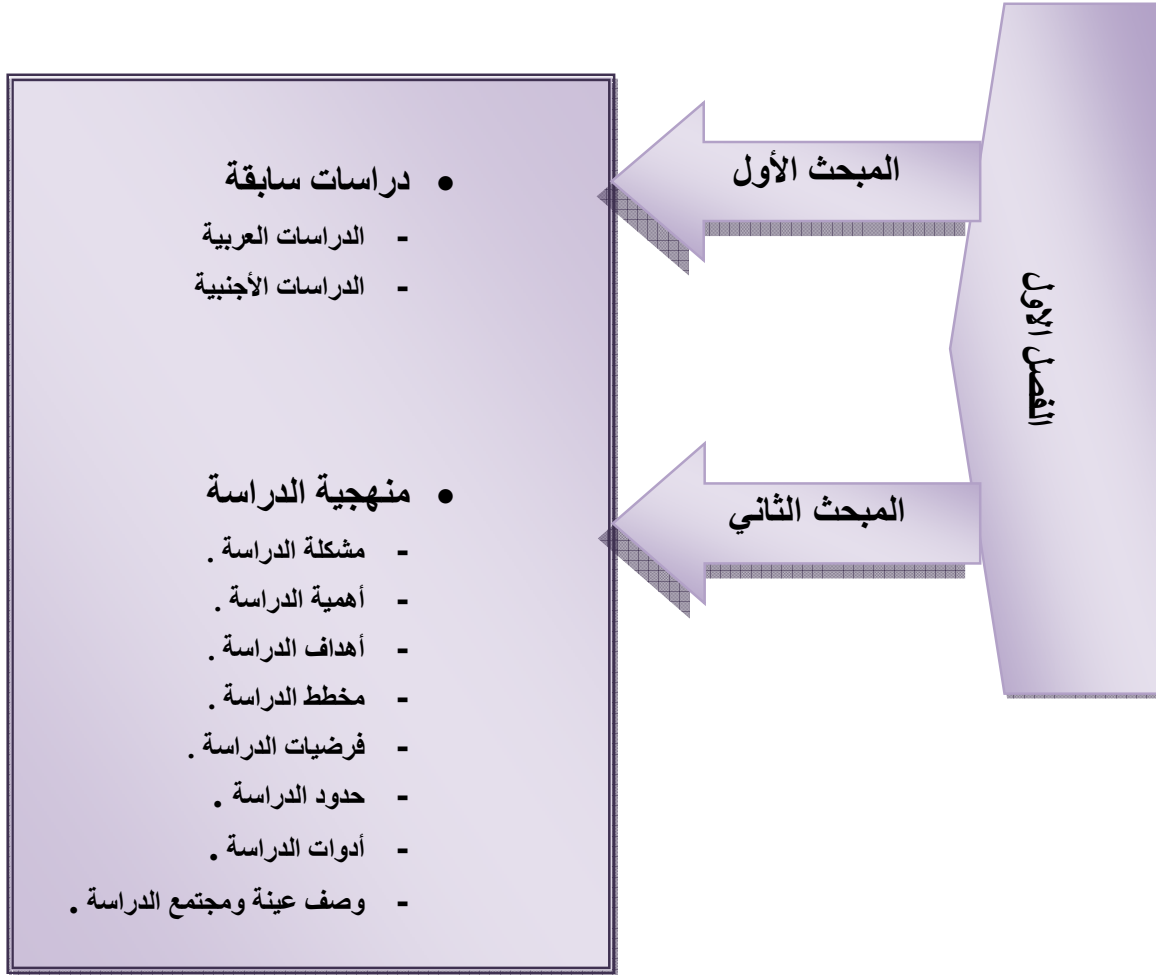 الفصل الاول
المبحث الأول
• دراسات سابقة
- الدراسات العربية
- الدراسات الأجنبية
المبحث الثاني
• منهجية الدراسة
- مشكلة الدراسة .
- أهمية الدراسة .
- أهداف الدراسة .
- مخطط الدراسة .
- فرضيات الدراسة .
- حدود الدراسة .
- أدوات الدراسة .
- وصف عينة ومجتمع الدراسة .